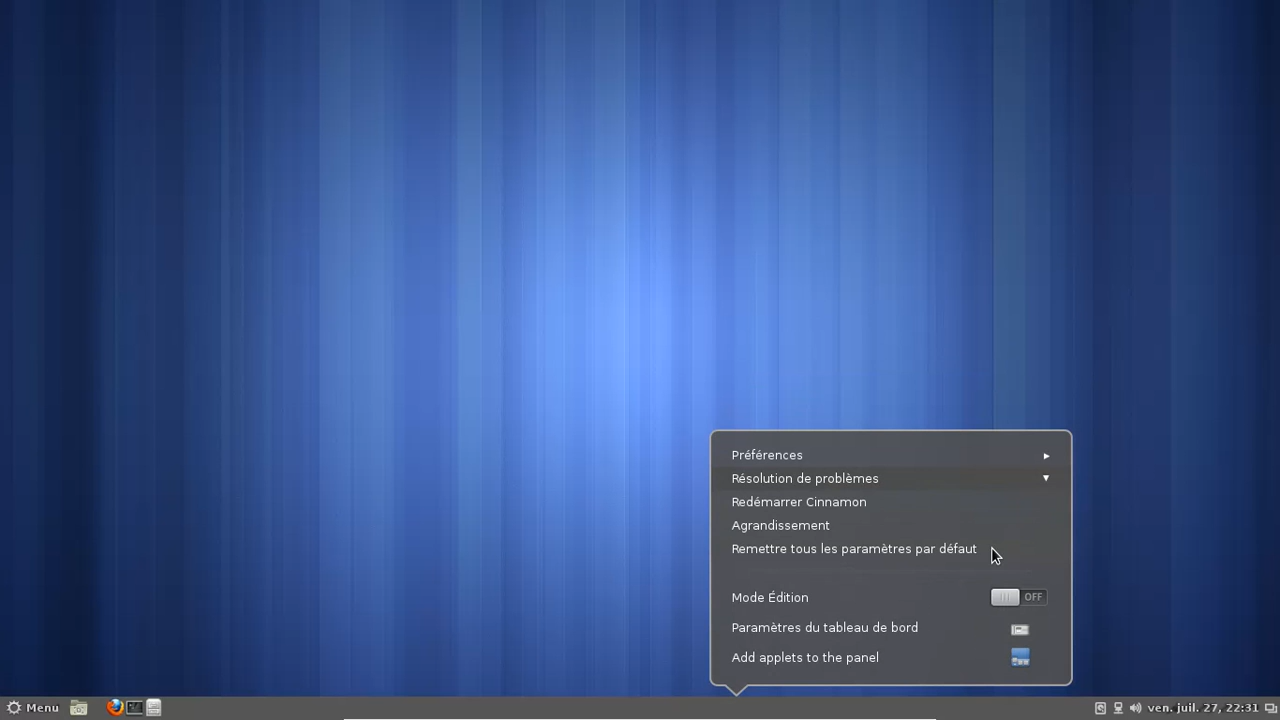 Préférences
Résolution de problèmes
Redémarrer Cinnamon
Agrandissement
Remettre tous les paramètres par défaut
Mode Édition OFF
Paramètres du tableau de bord
Add applets to the panel
Menu ven. juil. 27, 22:31